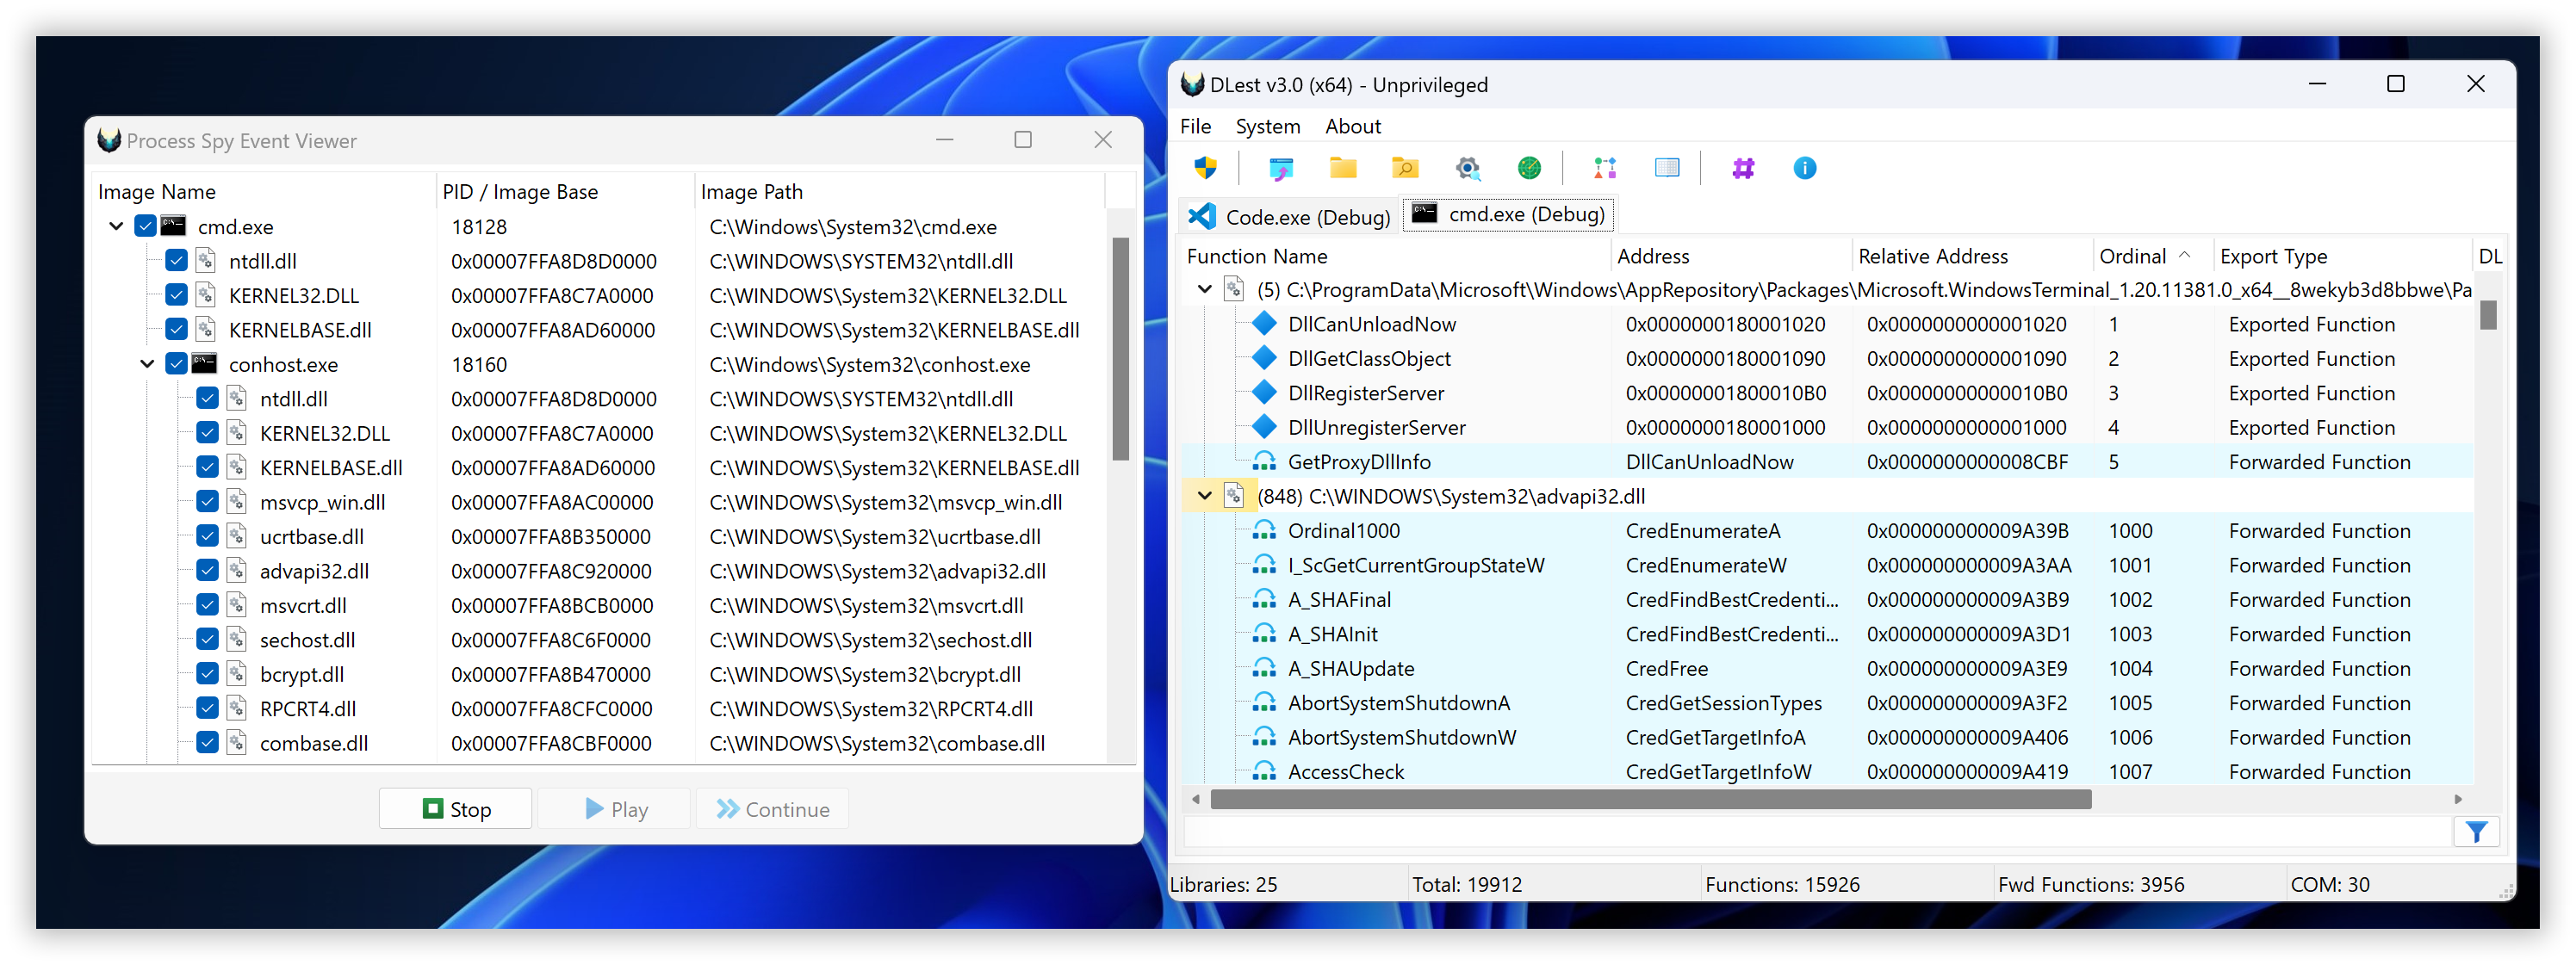 Process Spy Event Viewer
Image Name PID / Image Base Image Path
cmd.exe 18128 C:\Windows\System32\cmd.exe
ntdll.dll 0x00007FFA8D8D0000 C:\WINDOWS\SYSTEM32\ntdll.dll
KERNEL32.DLL 0x00007FFA8C7A0000 C:\WINDOWS\System32\KERNEL32.DLL
KERNELBASE.dll 0x00007FFA8AD60000 C:\WINDOWS\System32\KERNELBASE.dll
conhost.exe 18160 C:\Windows\System32\conhost.exe
ntdll.dll 0x00007FFA8D8D0000 C:\WINDOWS\SYSTEM32\ntdll.dll
KERNEL32.DLL 0x00007FFA8C7A0000 C:\WINDOWS\System32\KERNEL32.DLL
KERNELBASE.dll 0x00007FFA8AD60000 C:\WINDOWS\System32\KERNELBASE.dll
msvcp_win.dll 0x00007FFA8AC00000 C:\WINDOWS\System32\msvcp_win.dll
ucrtbase.dll 0x00007FFA8B350000 C:\WINDOWS\System32\ucrtbase.dll
advapi32.dll 0x00007FFA8C920000 C:\WINDOWS\System32\advapi32.dll
msvcrt.dll 0x00007FFA8BCB0000 C:\WINDOWS\System32\msvcrt.dll
sechost.dll 0x00007FFA8C6F0000 C:\WINDOWS\System32\sechost.dll
bcrypt.dll 0x00007FFA8B470000 C:\WINDOWS\System32\bcrypt.dll
RPCRT4.dll 0x00007FFA8CFC0000 C:\WINDOWS\System32\RPCRT4.dll
combase.dll 0x00007FFA8CBF0000 C:\WINDOWS\System32\combase.dll
Stop Play Continue
DLest v3.0 (x64) - Unprivileged
File System About
Code.exe (Debug) cmd.exe (Debug)
Function Name Address Relative Address Ordinal Export Type DL
(5) C:\ProgramData\Microsoft\Windows\AppRepository\Packages\Microsoft.WindowsTerminal_1.20.11381.0_x64__8wekyb3d8bbwe\Pa
DllCanUnloadNow 0x0000000180001020 0x0000000000001020 1 Exported Function
DllGetClassObject 0x0000000180001090 0x0000000000001090 2 Exported Function
DllRegisterServer 0x00000001800010B0 0x00000000000010B0 3 Exported Function
DllUnregisterServer 0x0000000180001000 0x0000000000001000 4 Exported Function
GetProxyDllInfo DllCanUnloadNow 0x0000000000008CBF 5 Forwarded Function
(848) C:\WINDOWS\System32\advapi32.dll
Ordinal1000 CredEnumerateA 0x000000000009A39B 1000 Forwarded Function
I_ScGetCurrentGroupStateW CredEnumerateW 0x000000000009A3AA 1001 Forwarded Function
A_SHAFinal CredFindBestCredenti... 0x000000000009A3B9 1002 Forwarded Function
A_SHAInit CredFindBestCredenti... 0x000000000009A3D1 1003 Forwarded Function
A_SHAUpdate CredFree 0x000000000009A3E9 1004 Forwarded Function
AbortSystemShutdownA CredGetSessionTypes 0x000000000009A3F2 1005 Forwarded Function
AbortSystemShutdownW CredGetTargetInfoA 0x000000000009A406 1006 Forwarded Function
AccessCheck CredGetTargetInfoW 0x000000000009A419 1007 Forwarded Function
Libraries: 25 Total: 19912 Functions: 15926 Fwd Functions: 3956 COM: 30